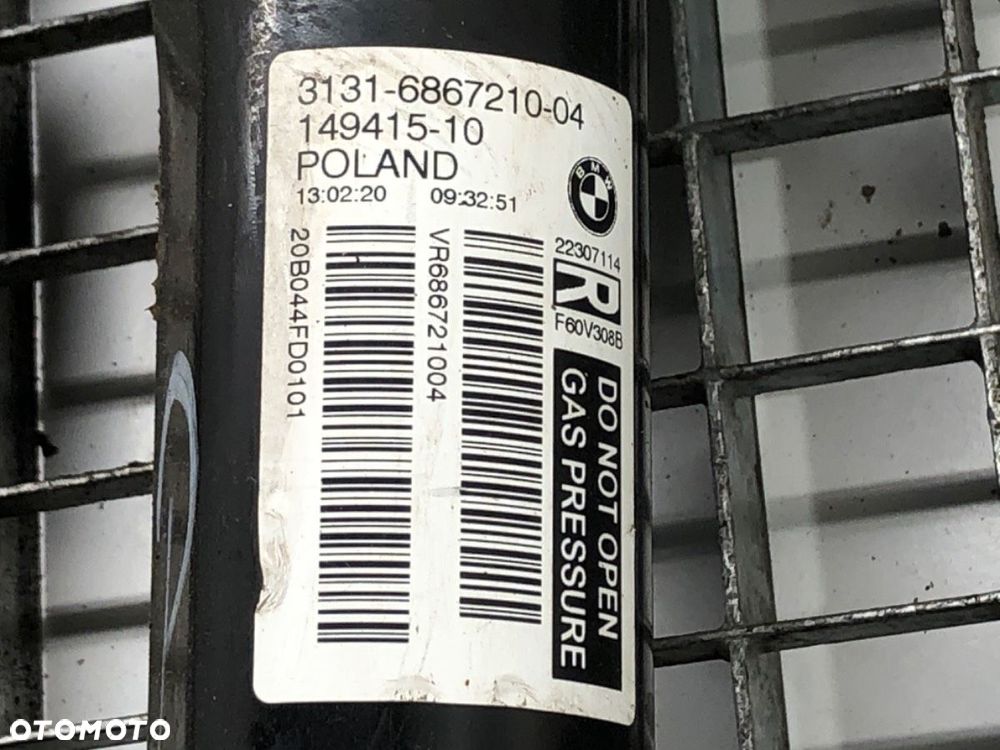 3131-6867210-04
149415-10
POLAND
13:02:20 09:32:51
BMW
22307114
R
F60V308B
20B044FD0101
VR686721004
DO NOT OPEN
GAS PRESSURE
OTOMOTO